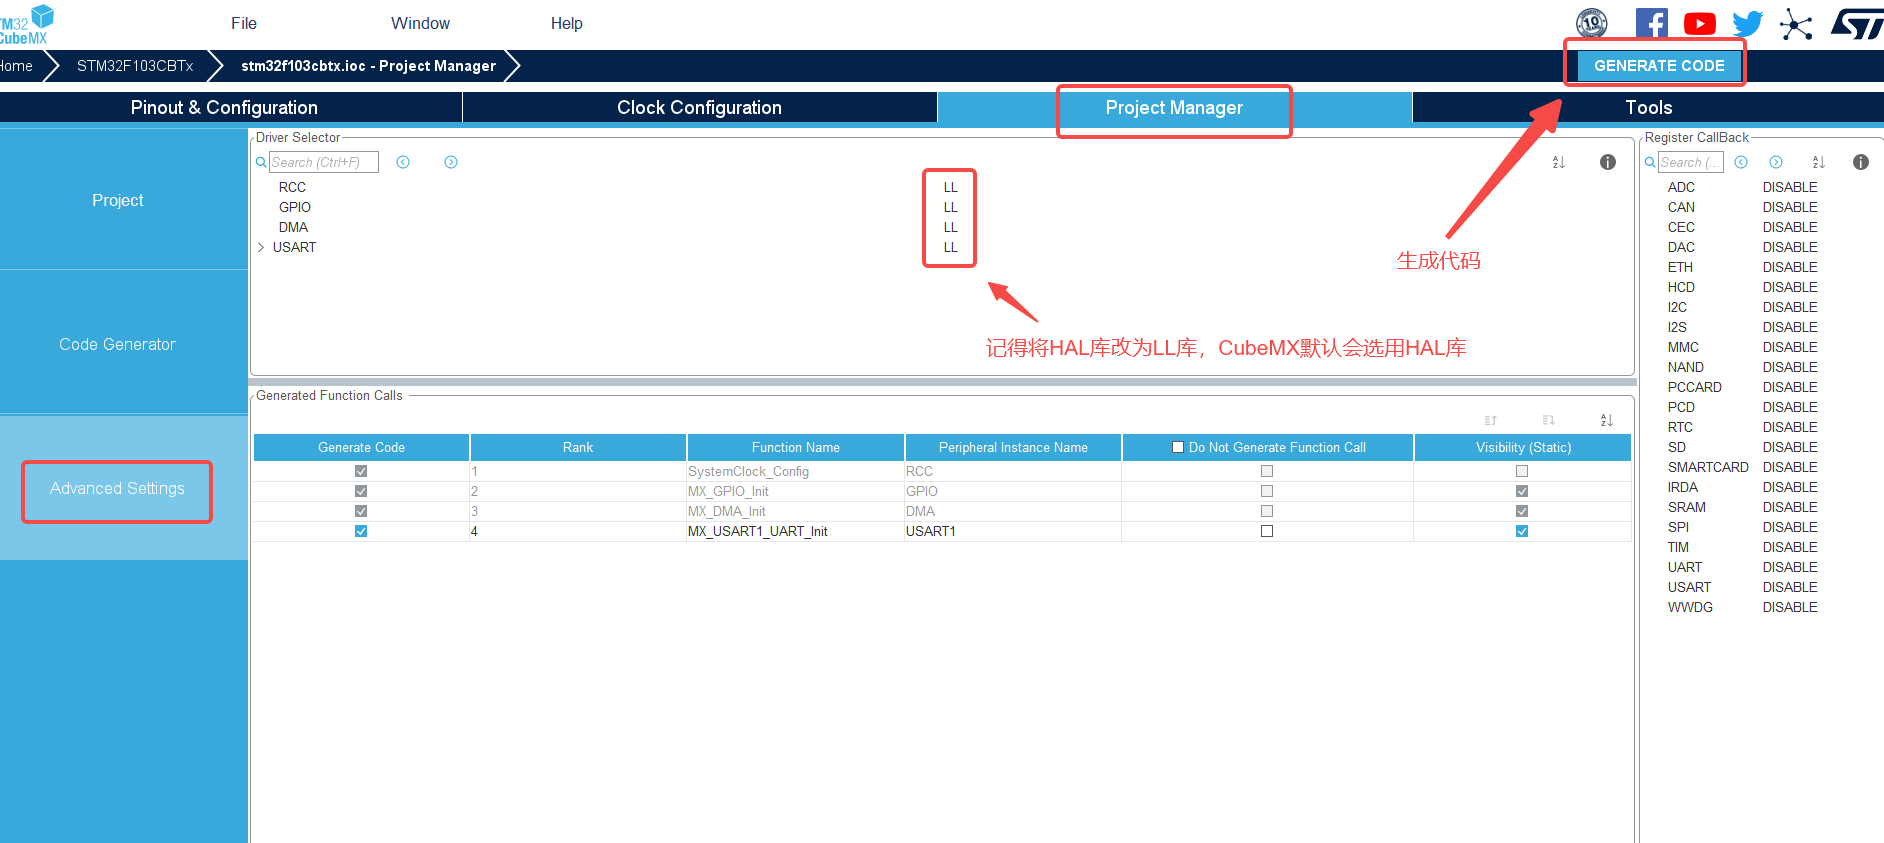 TM32
CubeMX
File
Window
Help
10
Home
STM32F103CBTx
stm32f103cbtx.ioc - Project Manager
GENERATE CODE
Pinout & Configuration
Clock Configuration
Project Manager
Tools
Project
Code Generator
Advanced Settings
Driver Selector
Search (Ctrl+F)
RCC LL
GPIO LL
DMA LL
USART LL
生成代码
记得将HAL库改为LL库，CubeMX默认会选用HAL库
Generated Function Calls
Generate Code Rank Function Name Peripheral Instance Name Do Not Generate Function Call Visibility (Static)
1 SystemClock_Config RCC
2 MX_GPIO_Init GPIO
3 MX_DMA_Init DMA
4 MX_USART1_UART_Init USART1
Register CallBack
Search (...
ADC DISABLE
CAN DISABLE
CEC DISABLE
DAC DISABLE
ETH DISABLE
HCD DISABLE
I2C DISABLE
I2S DISABLE
MMC DISABLE
NAND DISABLE
PCCARD DISABLE
PCD DISABLE
RTC DISABLE
SD DISABLE
SMARTCARD DISABLE
IRDA DISABLE
SRAM DISABLE
SPI DISABLE
TIM DISABLE
UART DISABLE
USART DISABLE
WWDG DISABLE